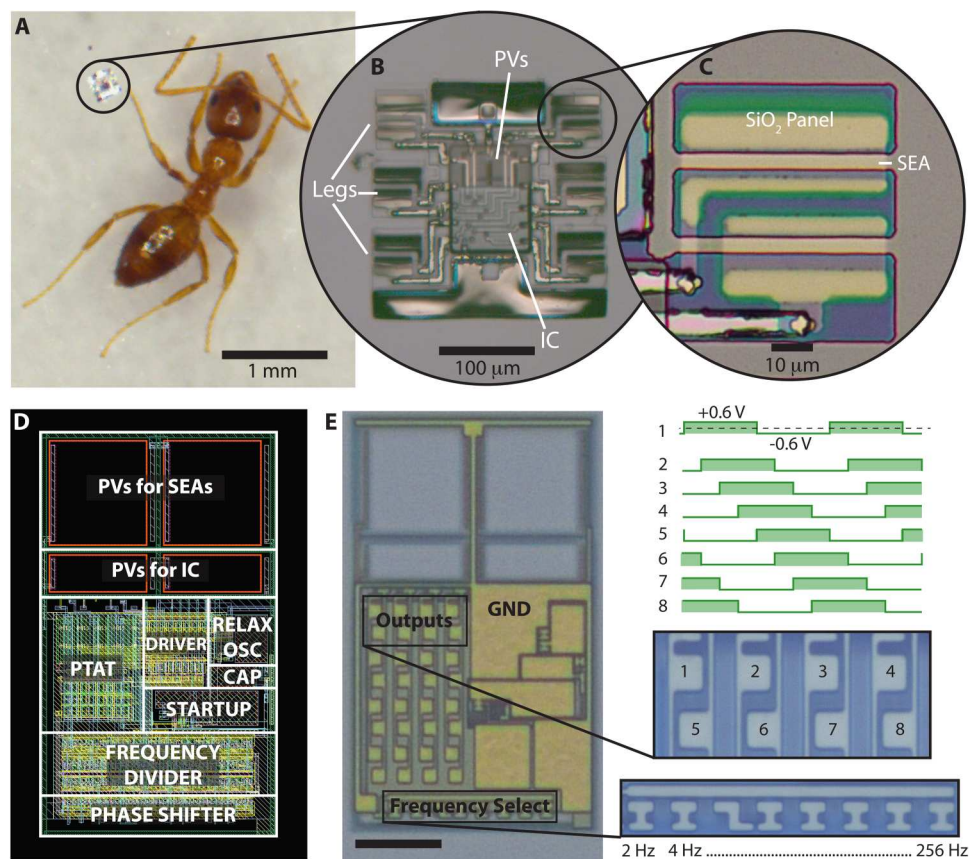 A
1 mm
B
PVs
Legs
IC
100 μm
C
SiO2 Panel
SEA
10 μm
D
PVs for SEAs
PVs for IC
PTAT
DRIVER
RELAX
OSC
CAP
STARTUP
FREQUENCY
DIVIDER
PHASE SHIFTER
E
Outputs
GND
Frequency Select
+0.6 V
1
-0.6 V
2
3
4
5
6
7
8
1 2 3 4
5 6 7 8
2 Hz 4 Hz ........................ 256 Hz